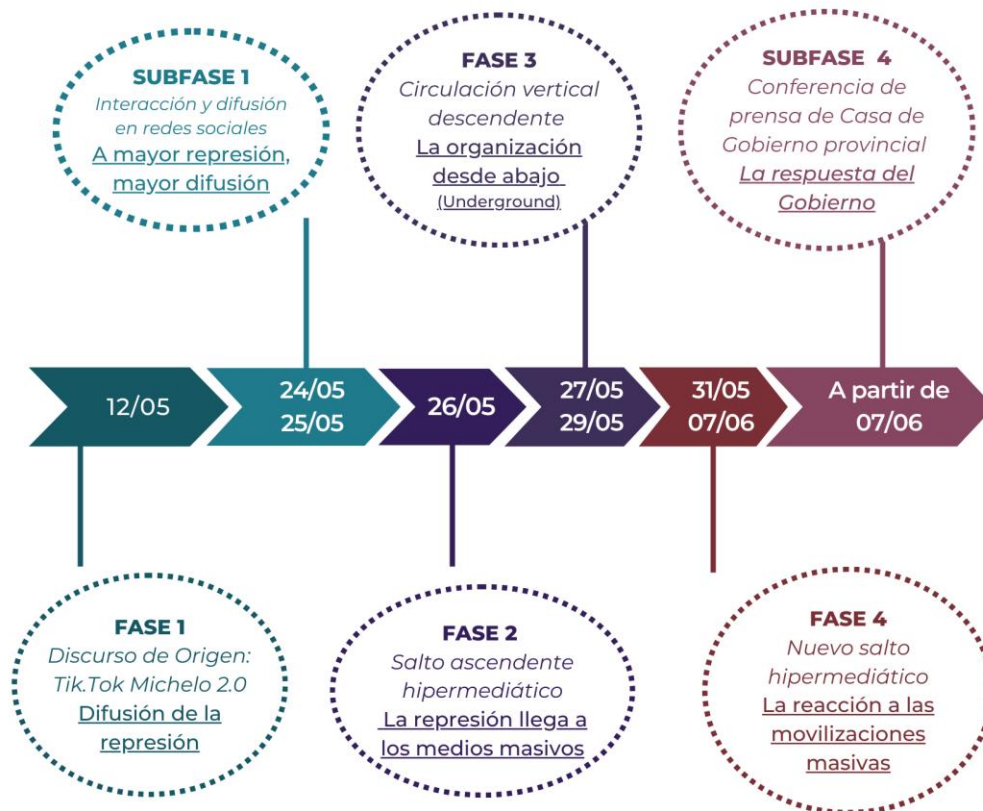 SUBFASE 1
Interacción y difusión
en redes sociales
A mayor represión,
mayor difusión
FASE 3
Circulación vertical
descendente
La organización
desde abajo
(Underground)
SUBFASE 4
Conferencia de
prensa de Casa de
Gobierno provincial
La respuesta del
Gobierno
12/05
24/05
25/05
26/05
27/05
29/05
31/05
07/06
A partir de
07/06
FASE 1
Discurso de Origen:
Tik.Tok Michelo 2.0
Difusión de la
represión
FASE 2
Salto ascendente
hipermediático
La represión llega a
los medios masivos
FASE 4
Nuevo salto
hipermediático
La reacción a las
movilizaciones
masivas